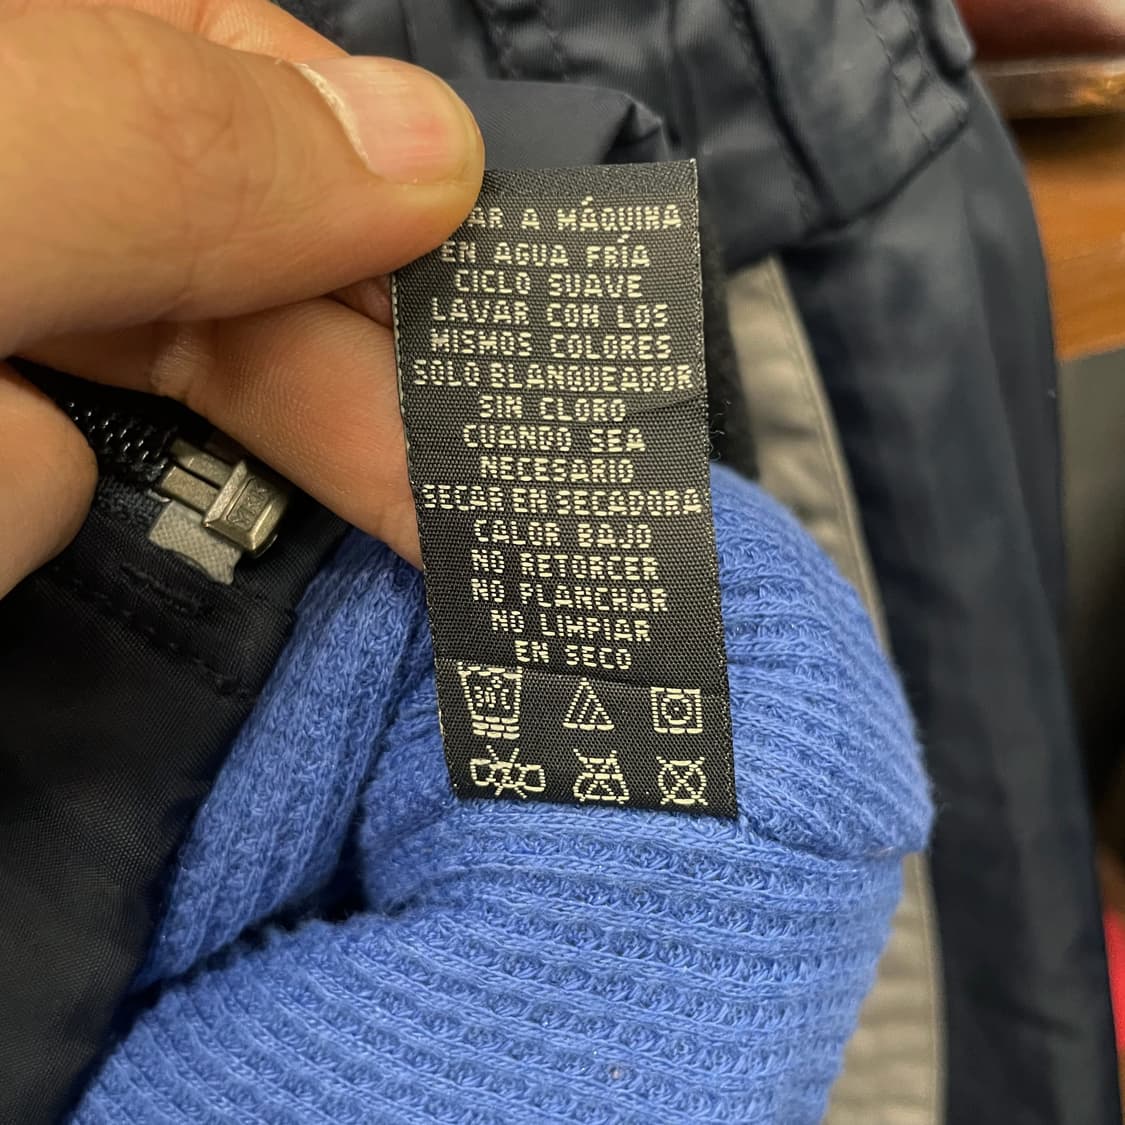 AR A MÁQUINA
EN AGUA FRÍA
CICLO SUAVE
LAVAR CON LOS
MISMOS COLORES
SOLO BLANQUEADOR
SIN CLORO
CUANDO SEA
NECESARIO
SECAR EN SECADORA
CALOR BAJO
NO RETORCER
NO PLANCHAR
NO LIMPIAR
EN SECO
30°C